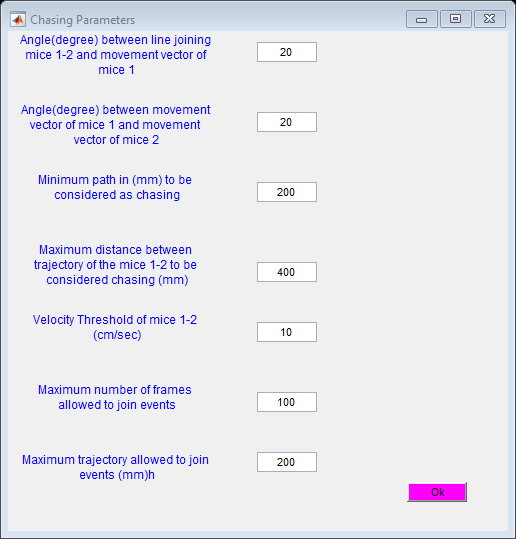 Chasing Parameters
Angle(degree) between line joining
mice 1-2 and movement vector of
mice 1
20
Angle(degree) between movement
vector of mice 1 and movement
vector of mice 2
20
Minimum path in (mm) to be
considered as chasing
200
Maximum distance between
trajectory of the mice 1-2 to be
considered chasing (mm)
400
Velocity Threshold of mice 1-2
(cm/sec)
10
Maximum number of frames
allowed to join events
100
Maximum trajectory allowed to join
events (mm)h
200
Ok